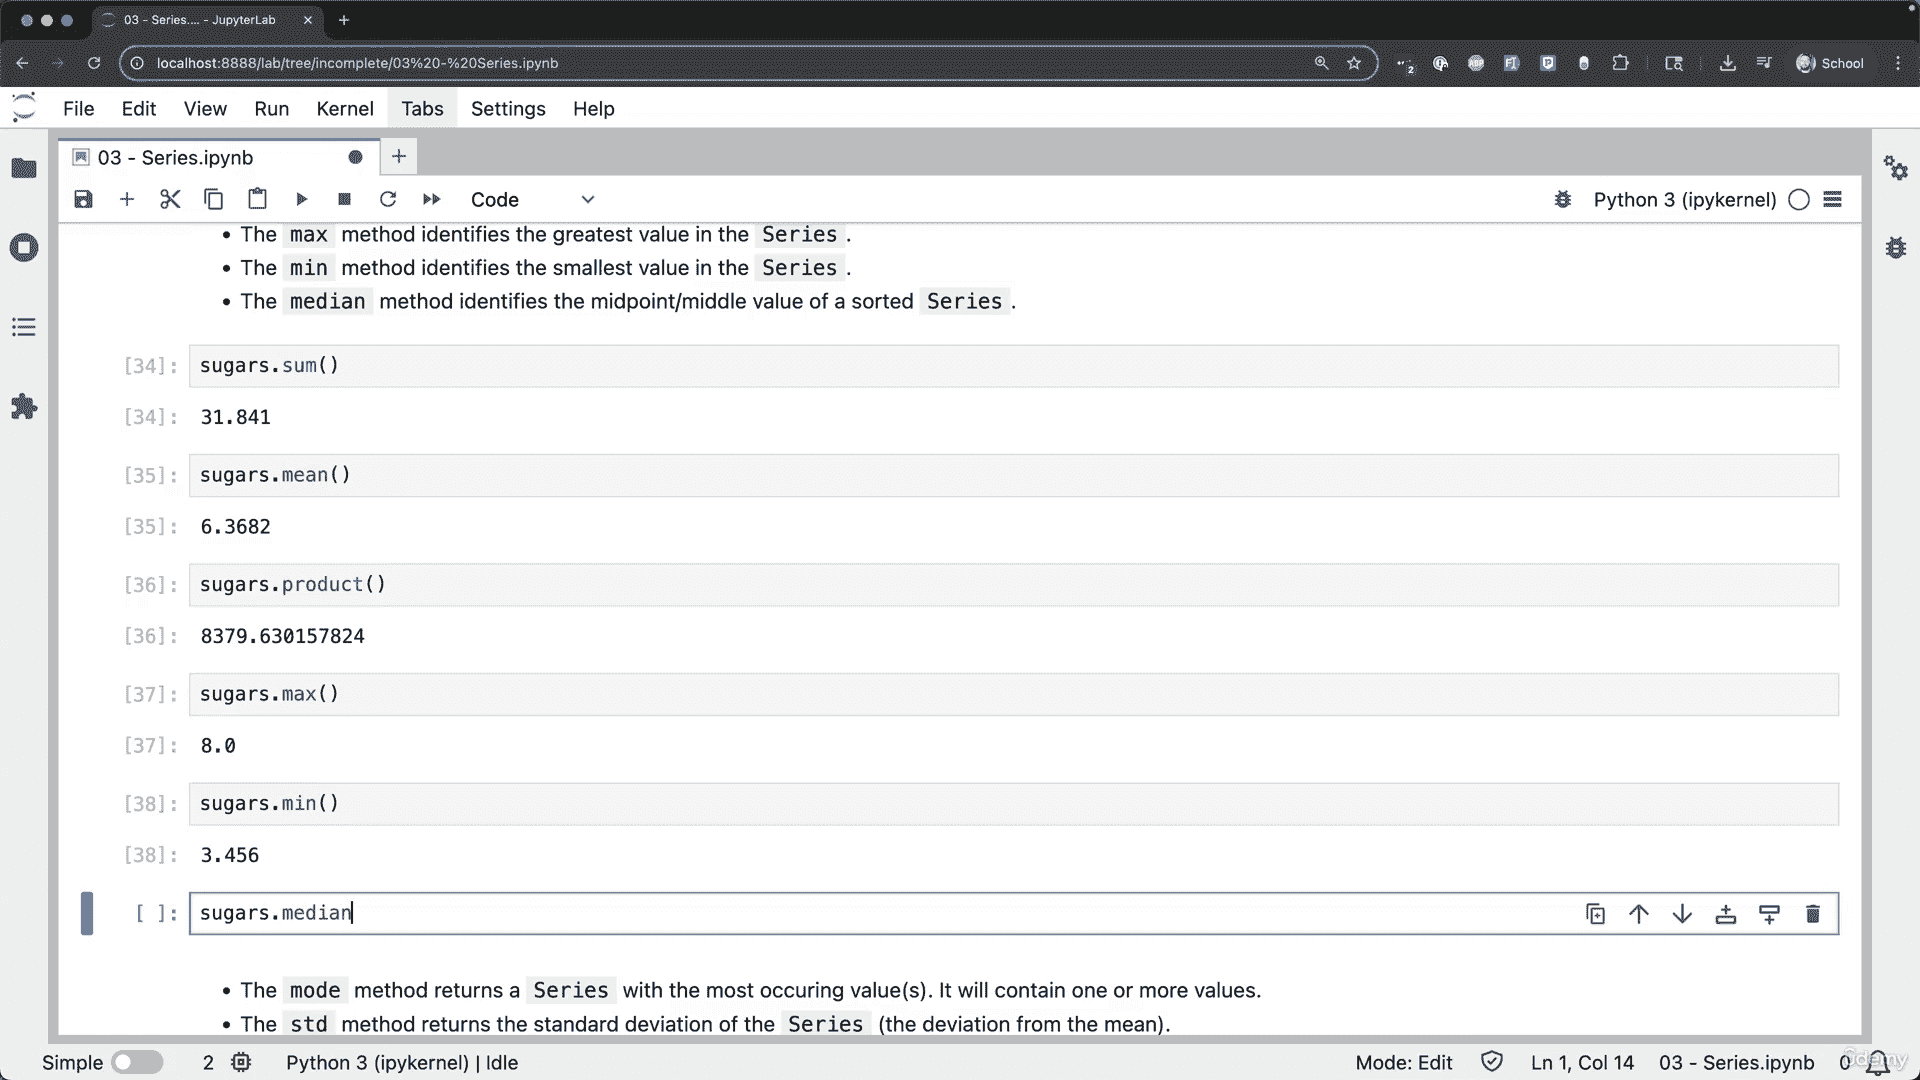 03 - Series.... - JupyterLab
localhost:8888/lab/tree/incomplete/03%20-%20Series.ipynb
2
ABP
School
File Edit View Run Kernel Tabs Settings Help
03 - Series.ipynb
Code
Python 3 (ipykernel)
• The max method identifies the greatest value in the Series .
• The min method identifies the smallest value in the Series .
• The median method identifies the midpoint/middle value of a sorted Series .
[34]: sugars.sum()
[34]: 31.841
[35]: sugars.mean()
[35]: 6.3682
[36]: sugars.product()
[36]: 8379.630157824
[37]: sugars.max()
[37]: 8.0
[38]: sugars.min()
[38]: 3.456
[ ]: sugars.median
• The mode method returns a Series with the most occuring value(s). It will contain one or more values.
• The std method returns the standard deviation of the Series (the deviation from the mean).
Simple 2 Python 3 (ipykernel) | Idle Mode: Edit Ln 1, Col 14 03 - Series.ipynb 0
Udemy